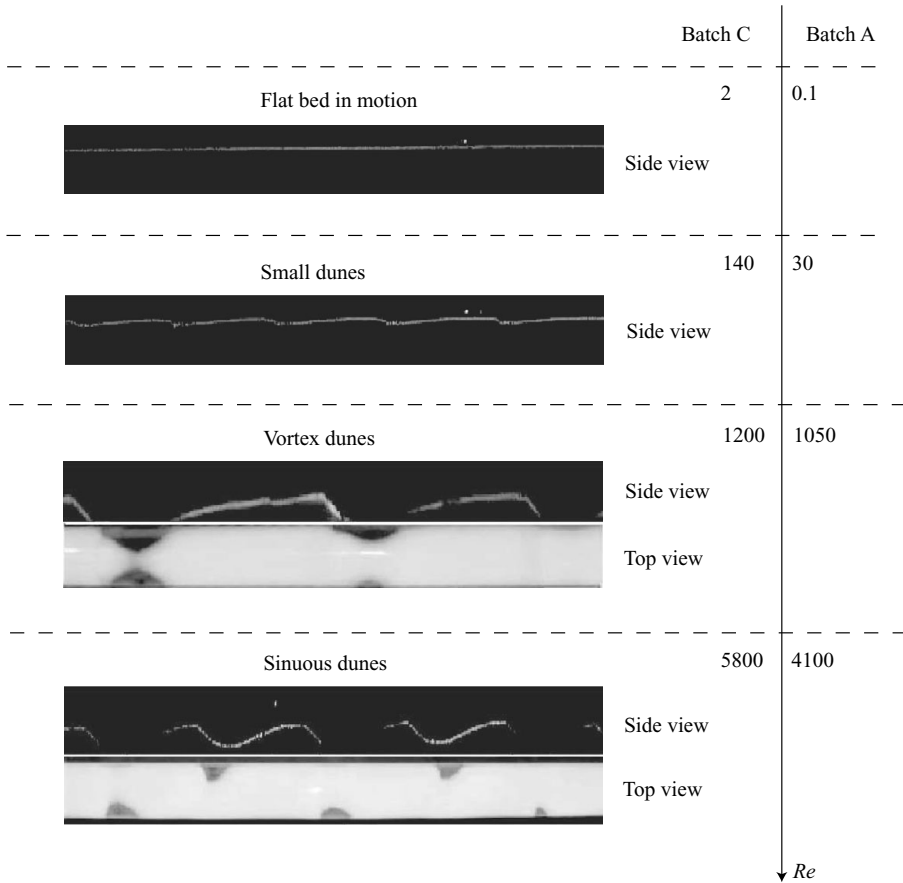 Batch C Batch A
Flat bed in motion 2 0.1
Side view
Small dunes 140 30
Side view
Vortex dunes 1200 1050
Side view
Top view
Sinuous dunes 5800 4100
Side view
Top view
Re